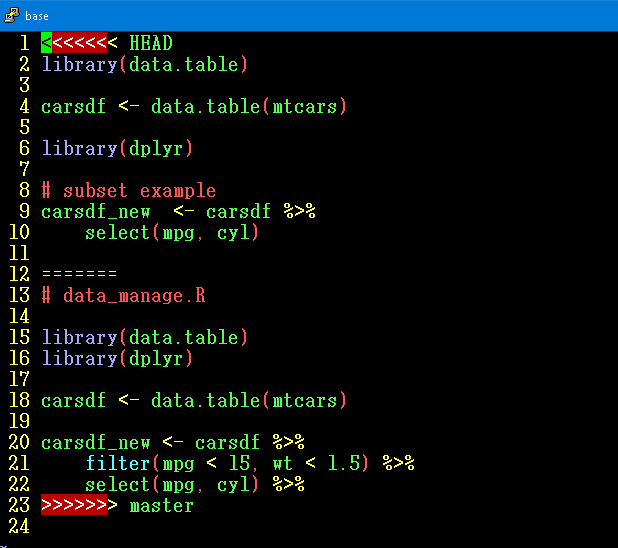 base
1 <<<<<<< HEAD
2 library(data.table)
3
4 carsdf <- data.table(mtcars)
5
6 library(dplyr)
7
8 # subset example
9 carsdf_new  <- carsdf %>%
10     select(mpg, cyl)
11
12 =======
13 # data_manage.R
14
15 library(data.table)
16 library(dplyr)
17
18 carsdf <- data.table(mtcars)
19
20 carsdf_new <- carsdf %>%
21     filter(mpg < 15, wt < 1.5) %>%
22     select(mpg, cyl) %>%
23 >>>>>>> master
24